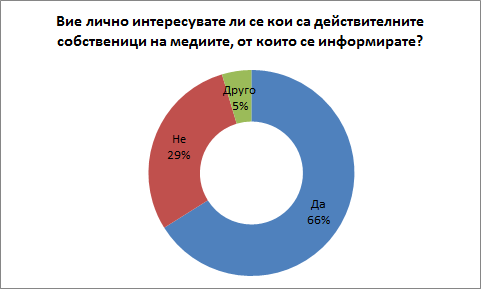 Вие лично интересувате ли се кои са действителните
собственици на медиите, от които се информирате?
Друго
5%
Не
29%
Да
66%